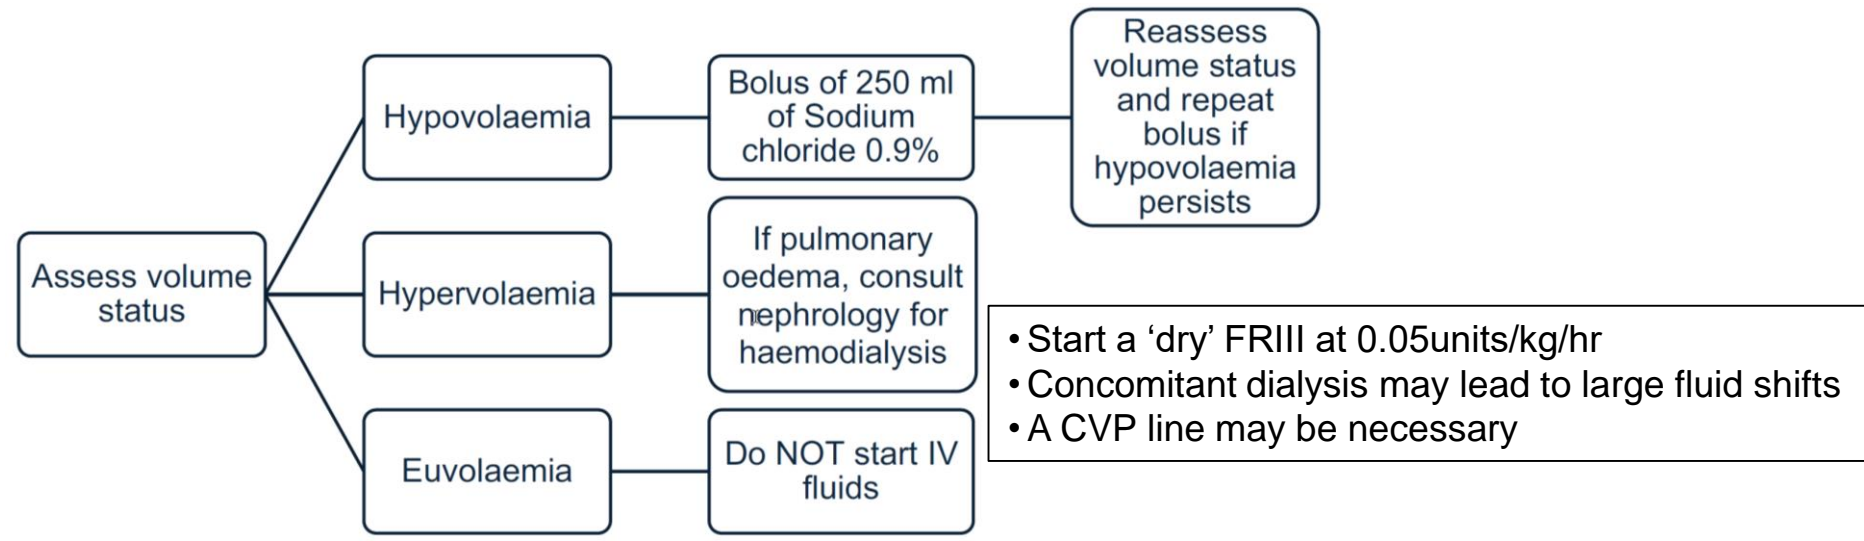 Assess volume
status
Hypovolaemia
Bolus of 250 ml
of Sodium
chloride 0.9%
Reassess
volume status
and repeat
bolus if
hypovolaemia
persists
Hypervolaemia
If pulmonary
oedema, consult
nephrology for
haemodialysis
Euvolaemia
Do NOT start IV
fluids
• Start a ‘dry’ FRIII at 0.05units/kg/hr
• Concomitant dialysis may lead to large fluid shifts
• A CVP line may be necessary